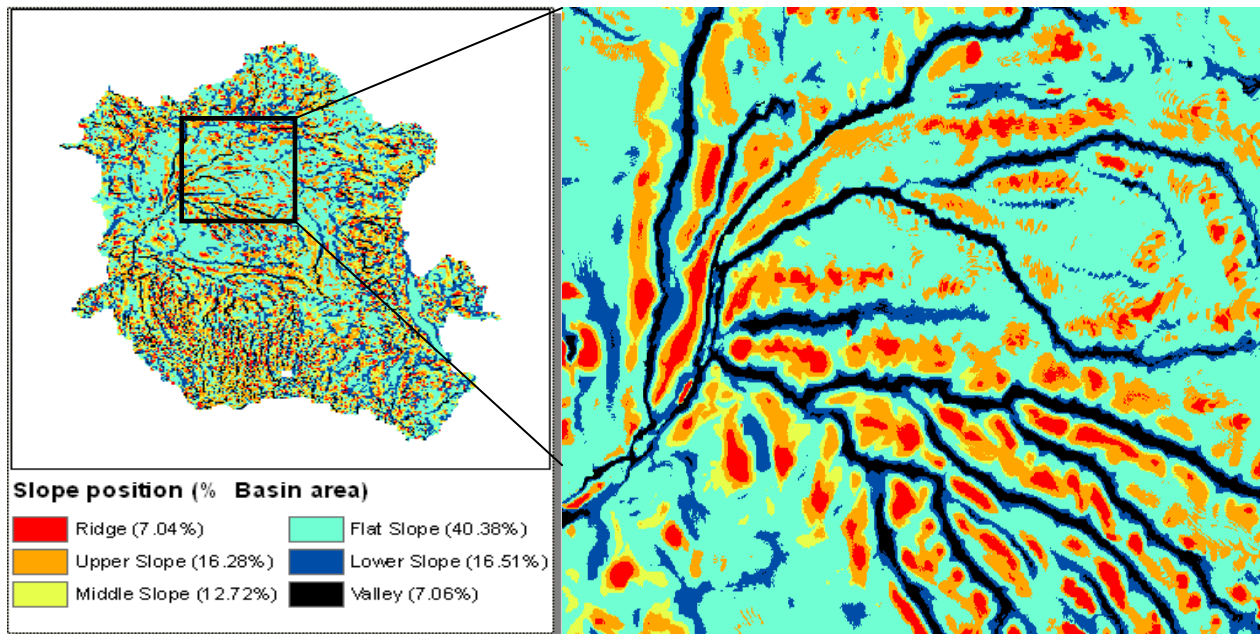 Slope position (% Basin area)
Ridge (7.04%)
Flat Slope (40.38%)
Upper Slope (16.28%)
Lower Slope (16.51%)
Middle Slope (12.72%)
Valley (7.06%)